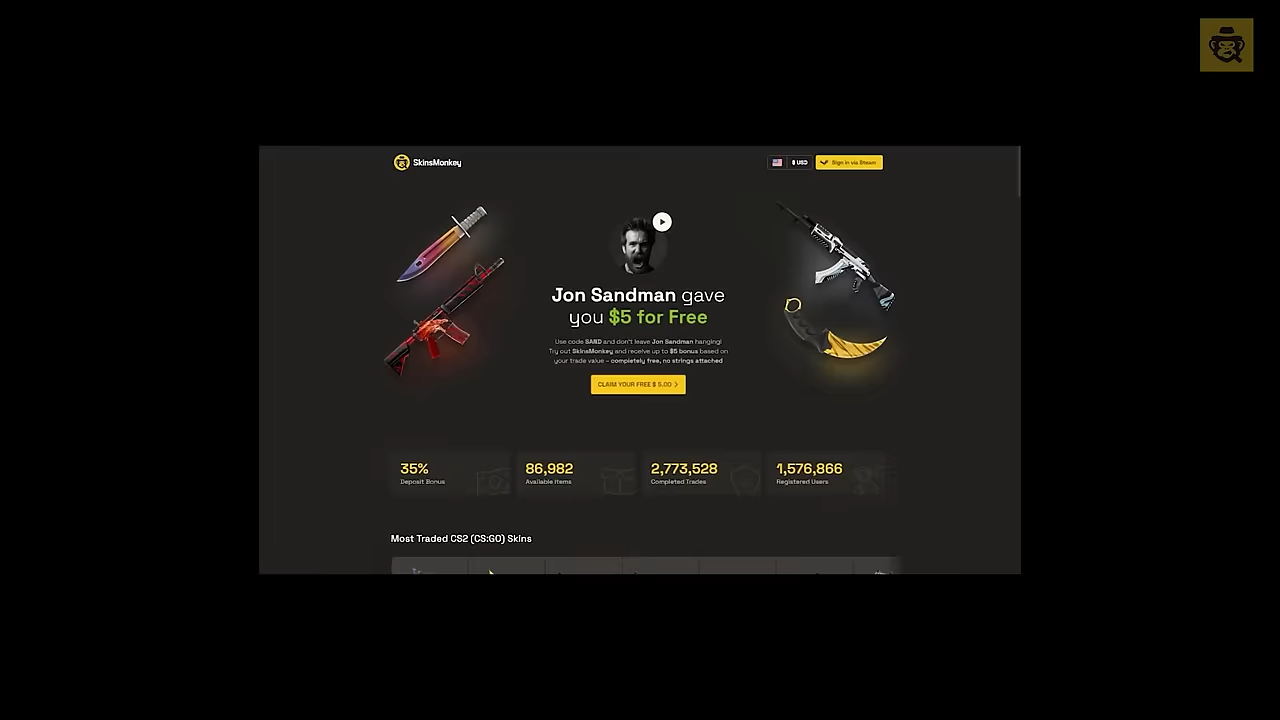 SkinsMonkey
$ USD
Sign in via Steam
Jon Sandman gave
you $5 for Free
Use code SAND and don't leave Jon Sandman hanging!
Try out SkinsMonkey and receive up to $5 bonus based on
your trade value – completely free, no strings attached
CLAIM YOUR FREE $ 5.00
35%
Deposit Bonus
86,982
Available Items
2,773,528
Completed Trades
1,576,866
Registered Users
Most Traded CS2 (CS:GO) Skins